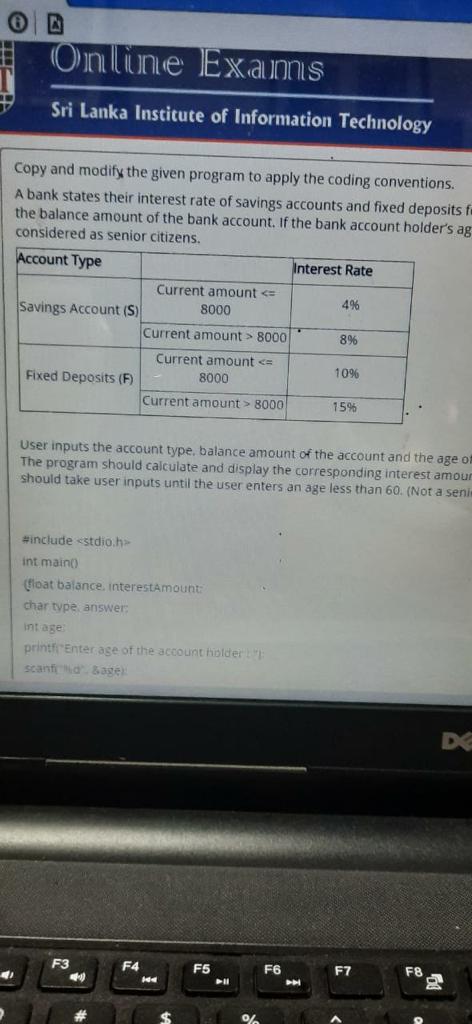 Online Exams
Sri Lanka Institute of Information Technology
Copy and modify the given program to apply the coding conventions.
A bank states their interest rate of savings accounts and fixed deposits f
the balance amount of the bank account. If the bank account holder's ag
considered as senior citizens.
Account Type
Interest Rate
Savings Account (S)
Current amount <=
8000
4%
Current amount > 8000
8%
Fixed Deposits (F)
Current amount <=
8000
10%
Current amount > 8000
15%
User inputs the account type, balance amount of the account and the age of
The program should calculate and display the corresponding interest amour
should take user inputs until the user enters an age less than 60. (Not a seni
#include <stdio.h>
int main()
{float balance, interestAmount;
char type, answer;
int age;
printf("Enter age of the account holder : ");
scanf("%d", &age);
DE
F3
F4
F5
F6
F7
F8
#
$
%
^